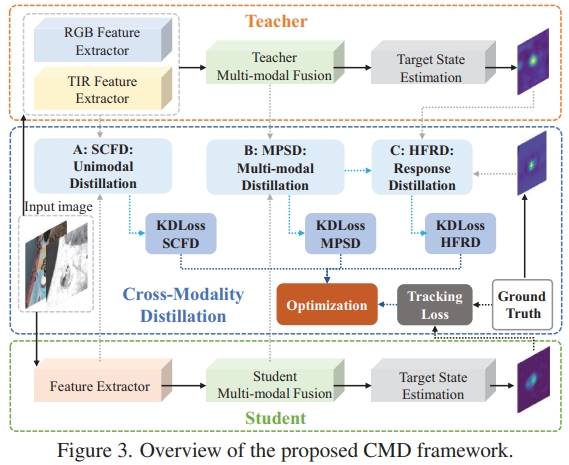 Teacher
RGB Feature
Extractor
TIR Feature
Extractor
Teacher
Multi-modal Fusion
Target State
Estimation
A: SCFD:
Unimodal
Distillation
B: MPSD:
Multi-modal
Distillation
C: HFRD:
Response
Distillation
Input image
KDLoss
SCFD
KDLoss
MPSD
KDLoss
HFRD
Cross-Modality
Distillation
Optimization
Tracking
Loss
Ground
Truth
Feature Extractor
Student
Multi-modal Fusion
Target State
Estimation
Student
Figure 3. Overview of the proposed CMD framework.